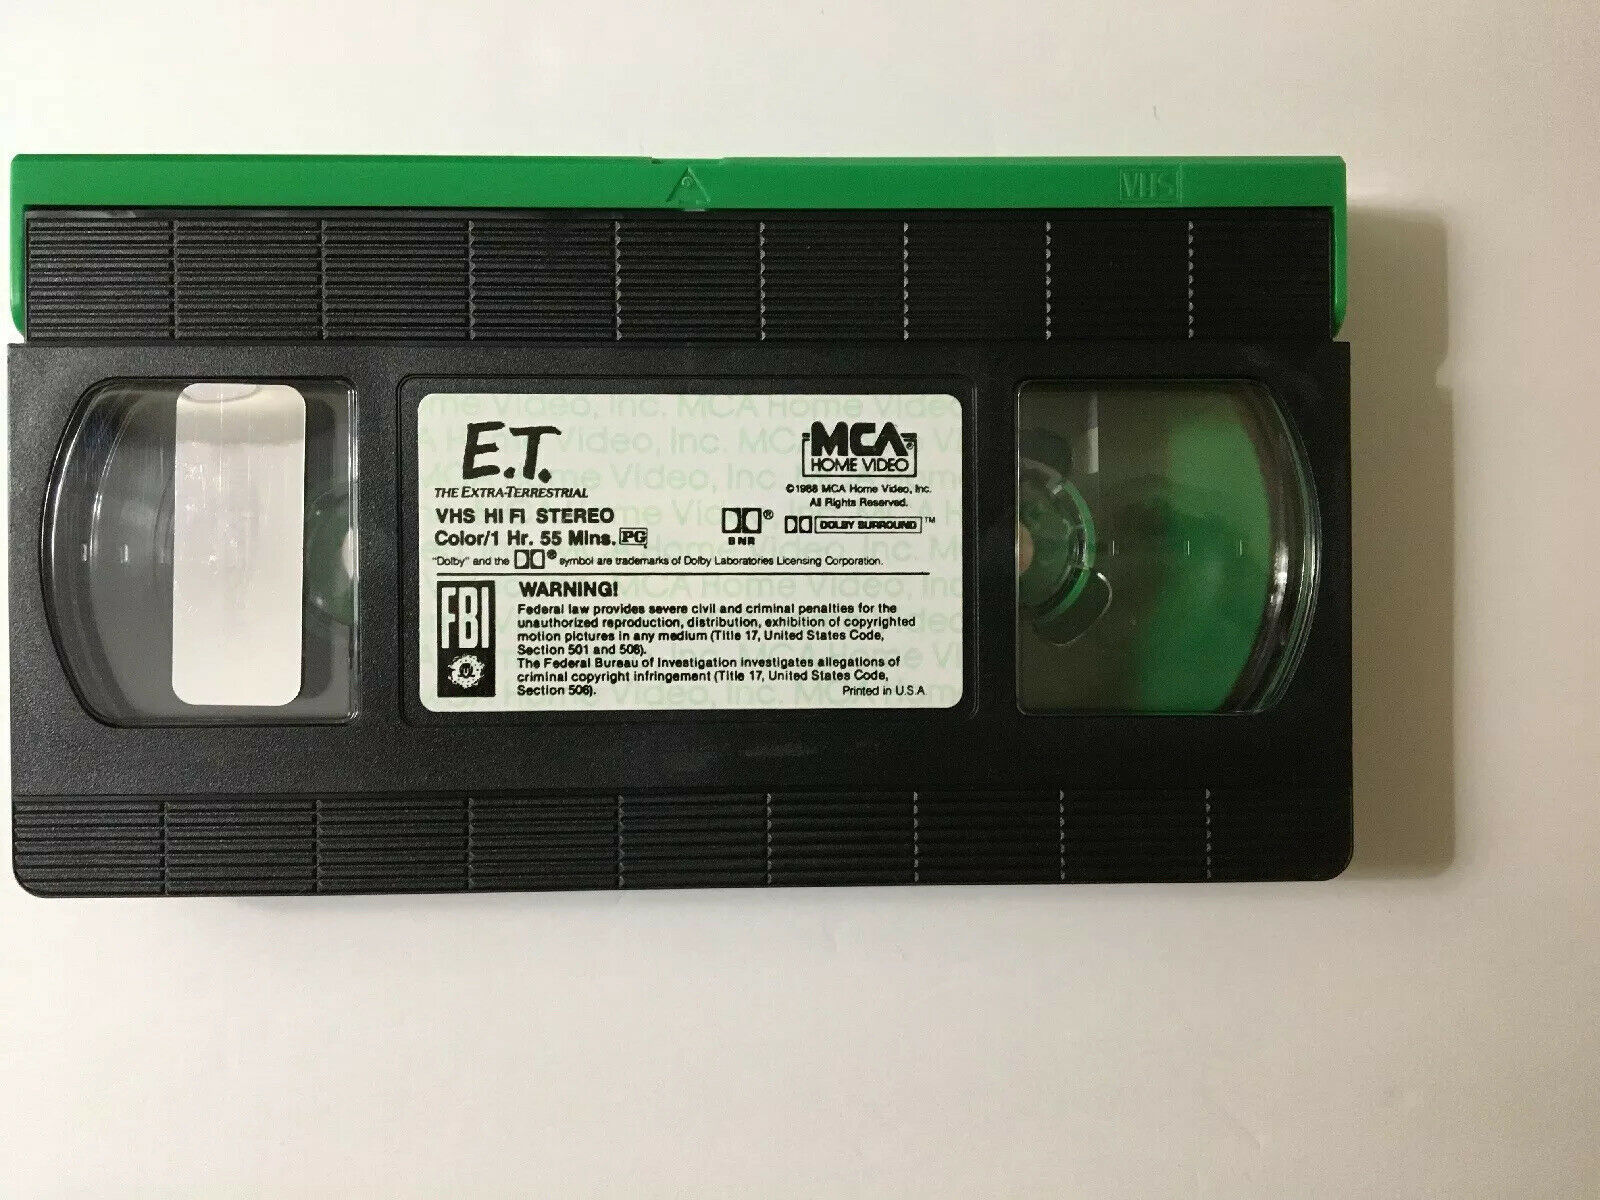 VHS
E.T.
THE EXTRA-TERRESTRIAL
VHS HI FI STEREO
Color/1 Hr. 55 Mins. PG
MCA®
HOME VIDEO
©1988 MCA Home Video, Inc.
All Rights Reserved.
®
B NR
DOLBY SURROUND™
"Dolby" and the ® symbol are trademarks of Dolby Laboratories Licensing Corporation.
FBI
WARNING!
Federal law provides severe civil and criminal penalties for the
unauthorized reproduction, distribution, exhibition of copyrighted
motion pictures in any medium (Title 17, United States Code,
Section 501 and 506).
The Federal Bureau of Investigation investigates allegations of
criminal copyright infringement (Title 17, United States Code,
Section 506).
Printed in U.S.A.